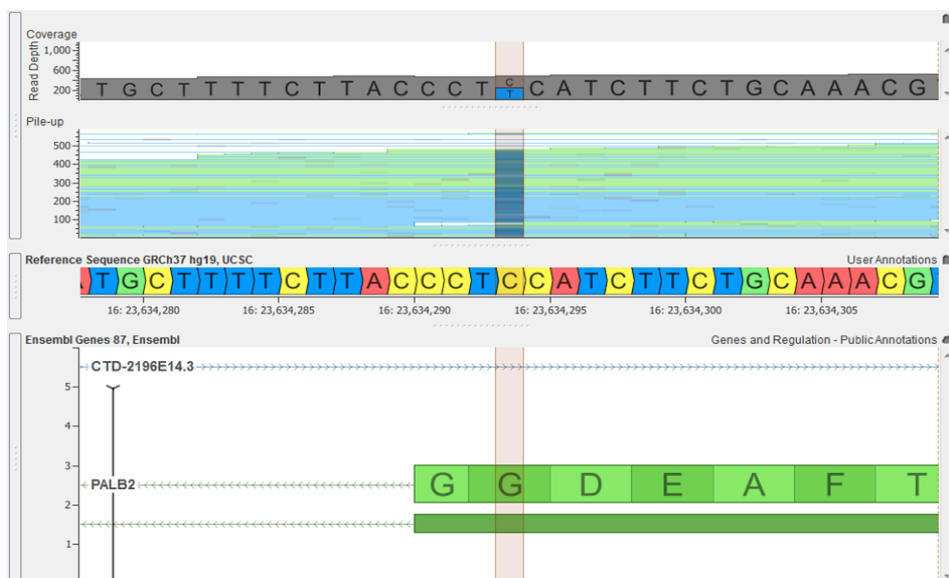 Coverage
Read Depth
1,000
600
200
T G C T T T T C T T A C C C T C C A T C T T C T G C A A A C G
T
Pile-up
500
400
300
200
100
Reference Sequence GRCh37 hg19, UCSC
User Annotations
A T G C T T T T C T T A C C C T C C A T C T T C T G C A A A C G
16: 23,634,280
16: 23,634,285
16: 23,634,290
16: 23,634,295
16: 23,634,300
16: 23,634,305
Ensembl Genes 87, Ensembl
Genes and Regulation - Public Annotations
CTD-2196E14.3
5
4
3
PALB2
G G D E A F T
2
1